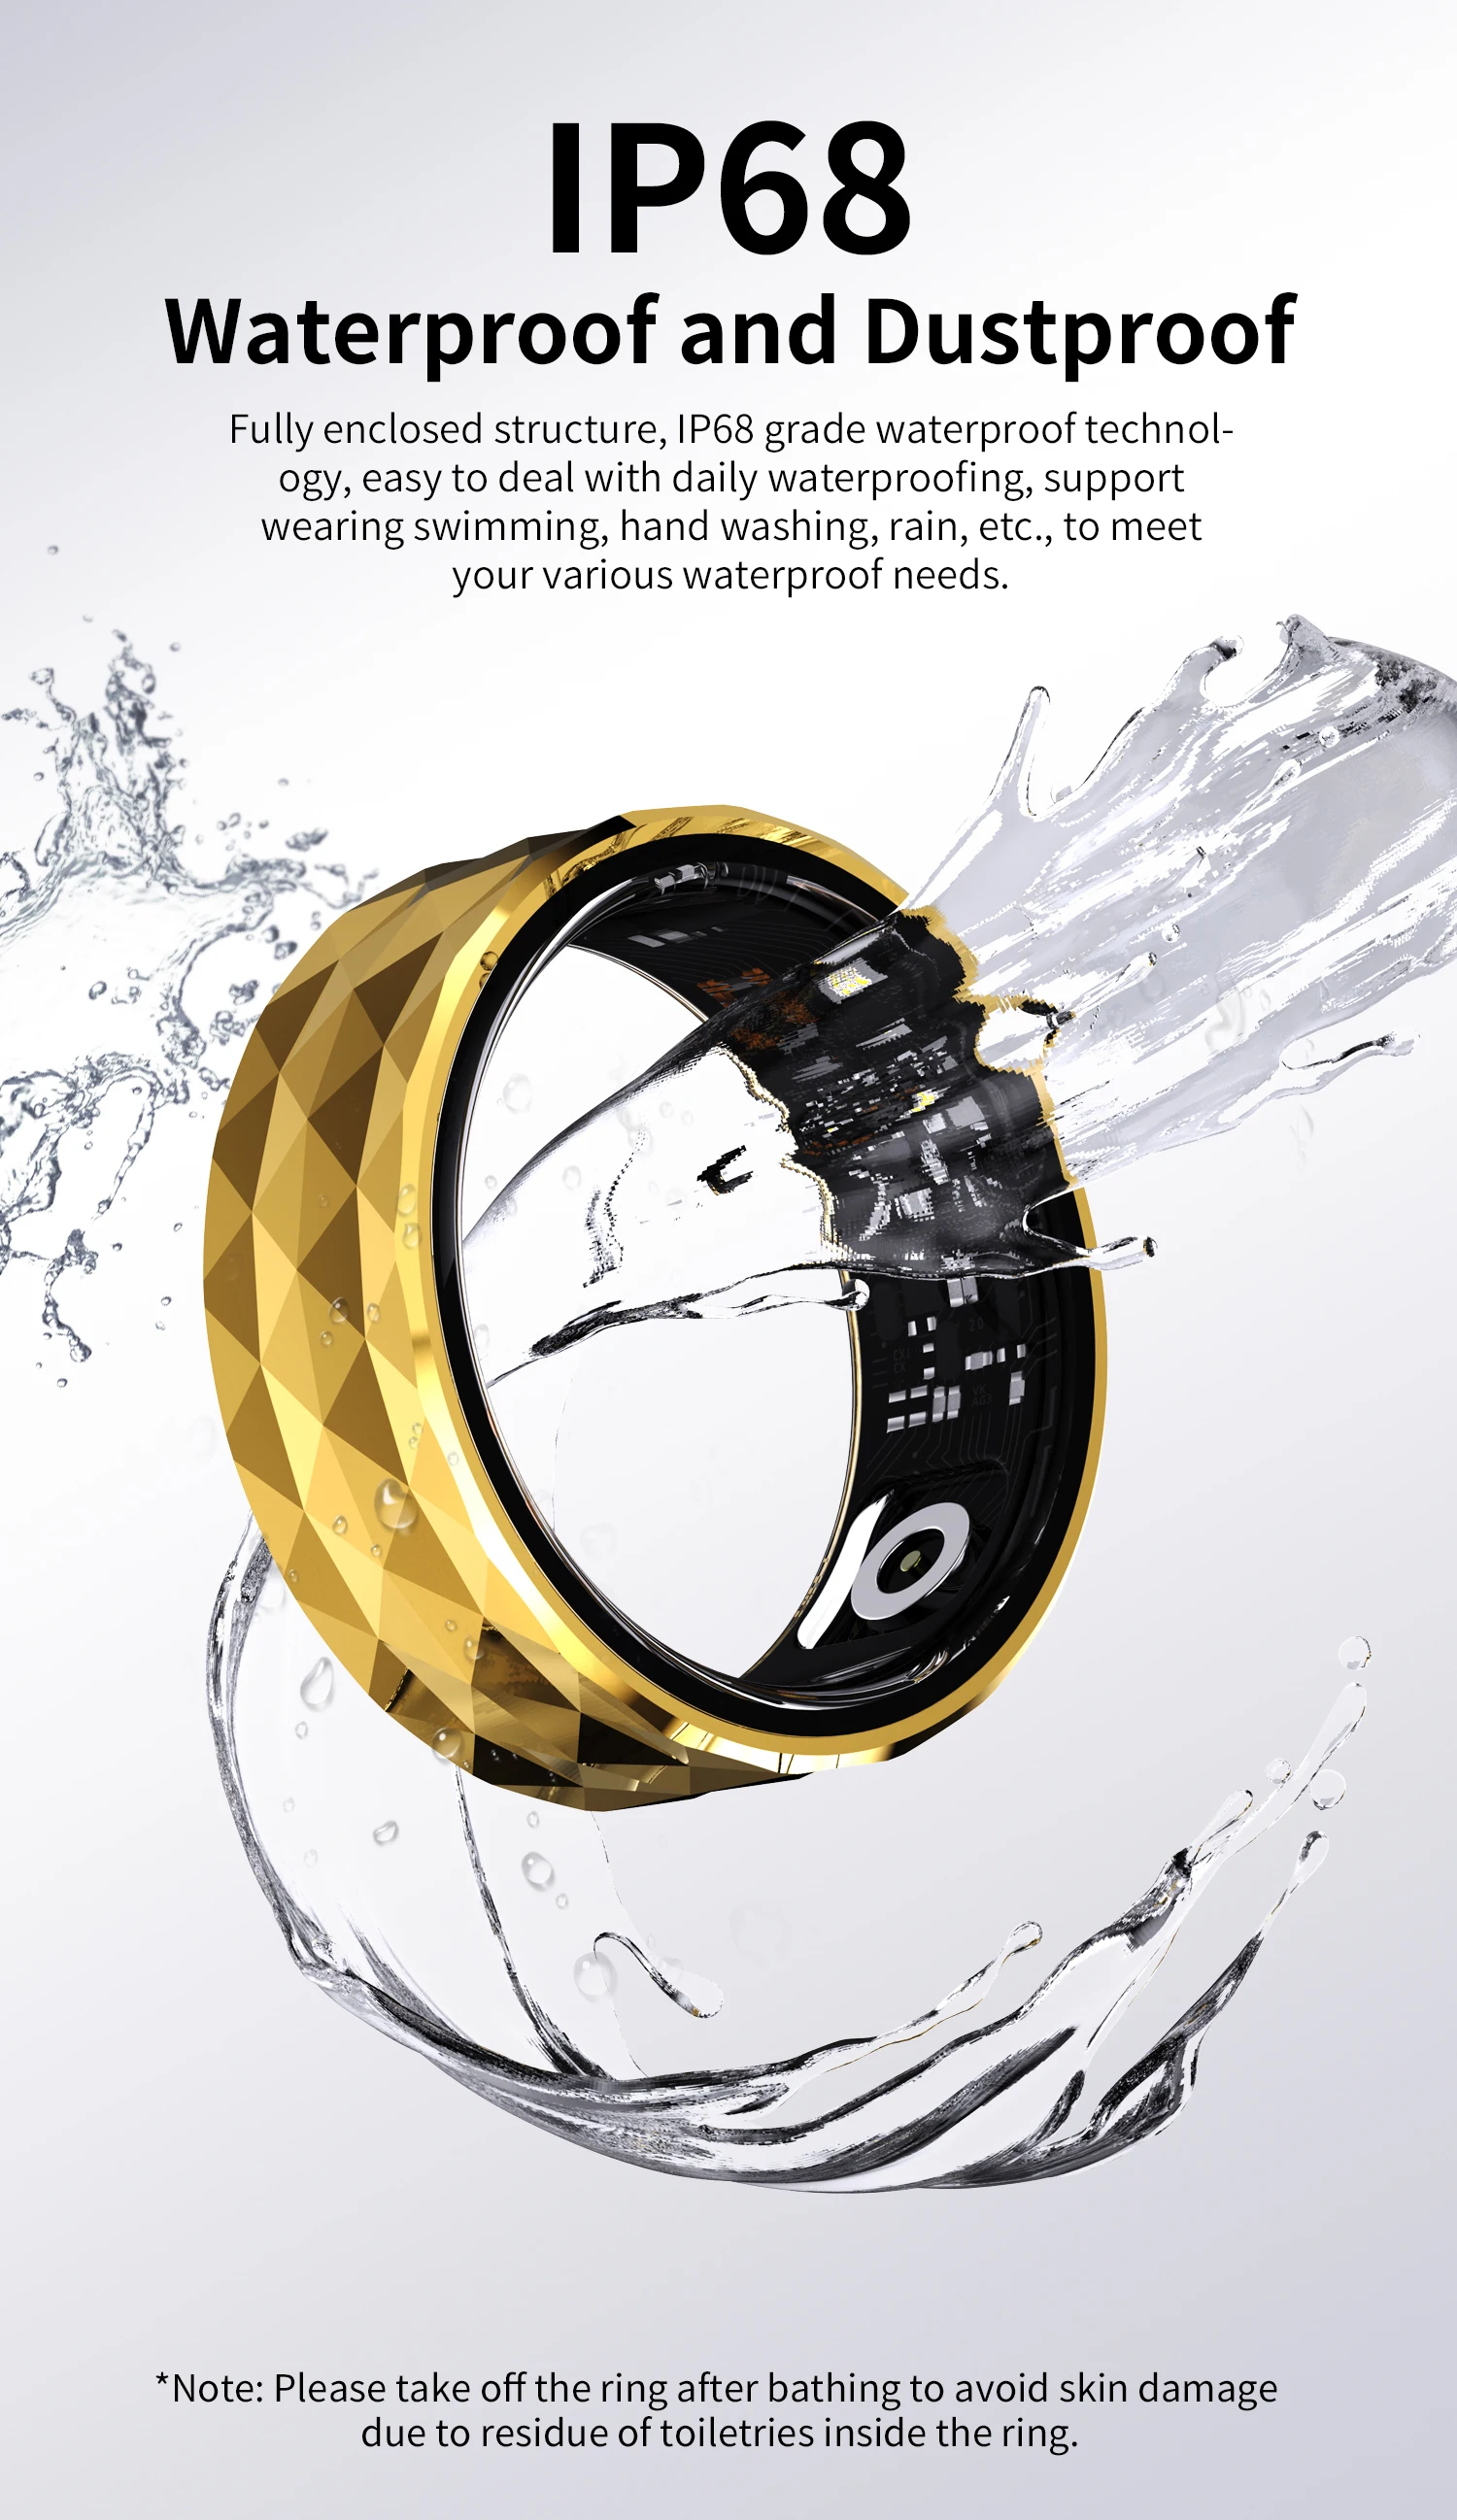 IP68
Waterproof and Dustproof
Fully enclosed structure, IP68 grade waterproof technol-
ogy, easy to deal with daily waterproofing, support
wearing swimming, hand washing, rain, etc., to meet
your various waterproof needs.
*Note: Please take off the ring after bathing to avoid skin damage
due to residue of toiletries inside the ring.